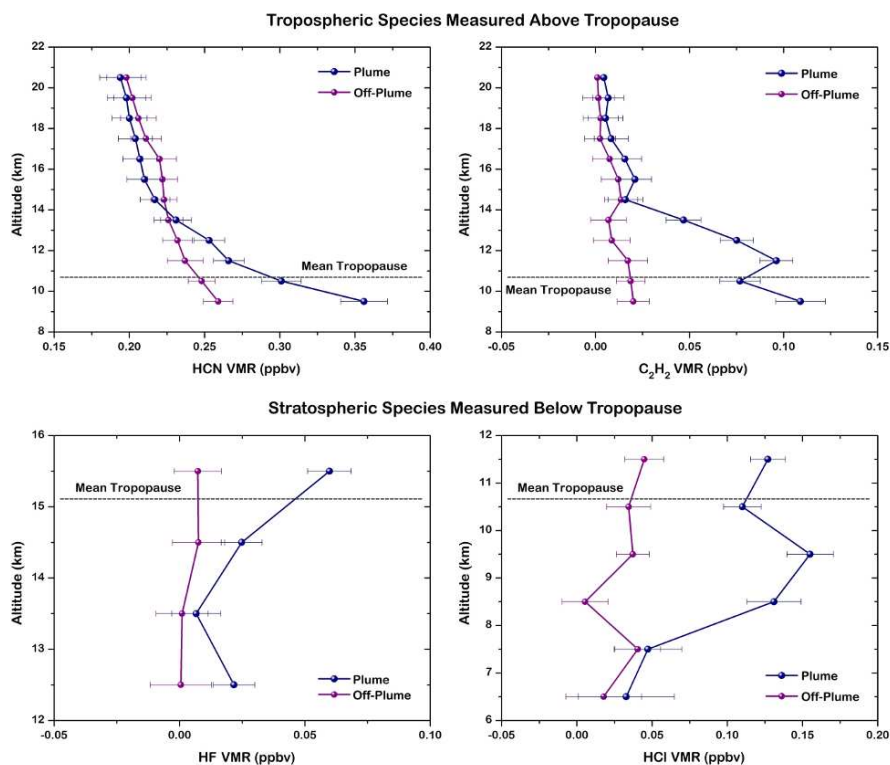 Tropospheric Species Measured Above Tropopause
22
20
18
16
14
12
10
8
Altitude (km)
Plume
Off-Plume
Mean Tropopause
0.15
0.20
0.25
0.30
0.35
0.40
HCN VMR (ppbv)
22
20
18
16
14
12
10
8
Altitude (km)
Plume
Off-Plume
Mean Tropopause
-0.05
0.00
0.05
0.10
0.15
C₂H₂ VMR (ppbv)
Stratospheric Species Measured Below Tropopause
16
15
14
13
12
Altitude (km)
Mean Tropopause
Plume
Off-Plume
-0.05
0.00
0.05
0.10
HF VMR (ppbv)
12
11
10
9
8
7
6
Altitude (km)
Mean Tropopause
Plume
Off-Plume
-0.05
0.00
0.05
0.10
0.15
0.20
HCl VMR (ppbv)